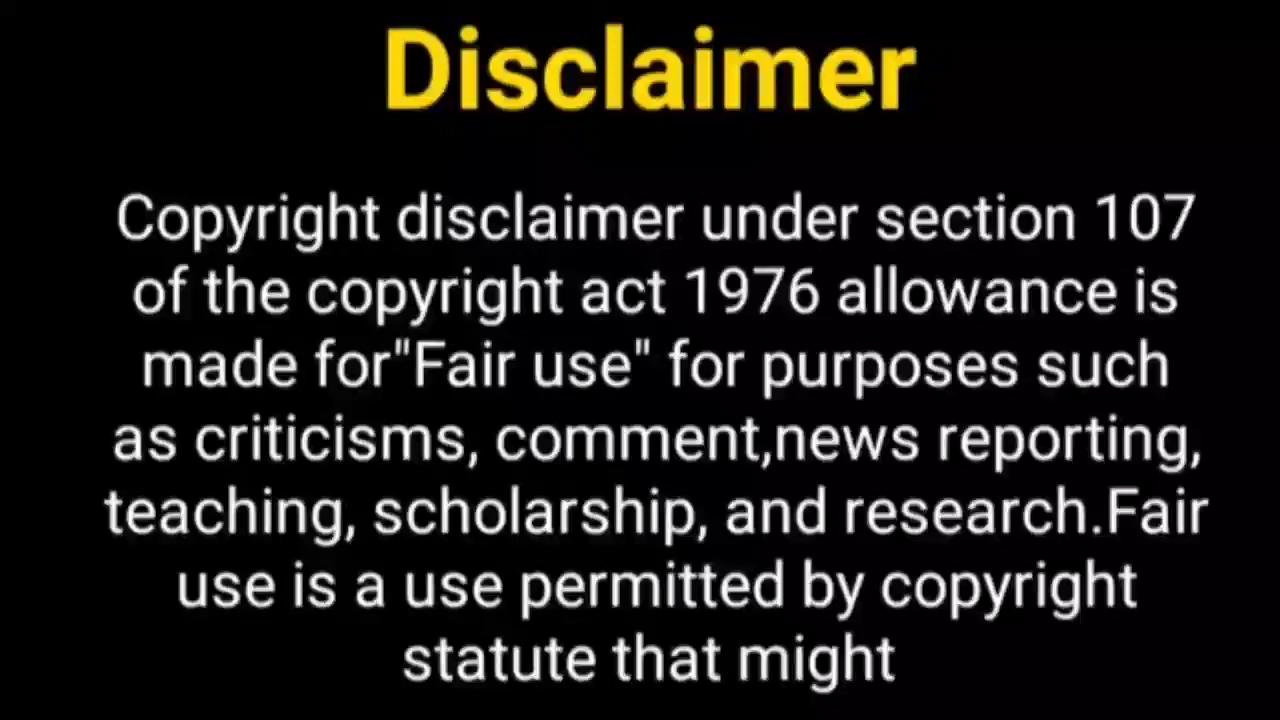 Disclaimer
Copyright disclaimer under section 107
of the copyright act 1976 allowance is
made for"Fair use" for purposes such
as criticisms, comment,news reporting,
teaching, scholarship, and research.Fair
use is a use permitted by copyright
statute that might